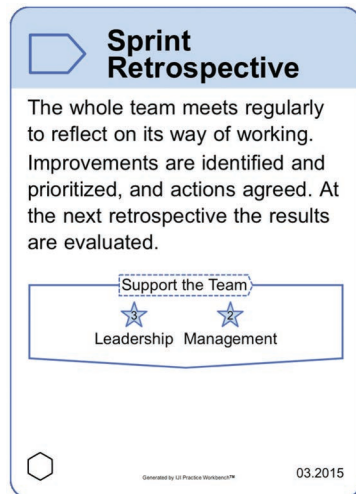 Sprint
Retrospective
The whole team meets regularly
to reflect on its way of working.
Improvements are identified and
prioritized, and actions agreed. At
the next retrospective the results
are evaluated.
Support the Team
3 2
Leadership Management
Generated by IJI Practice Workbench™
03.2015